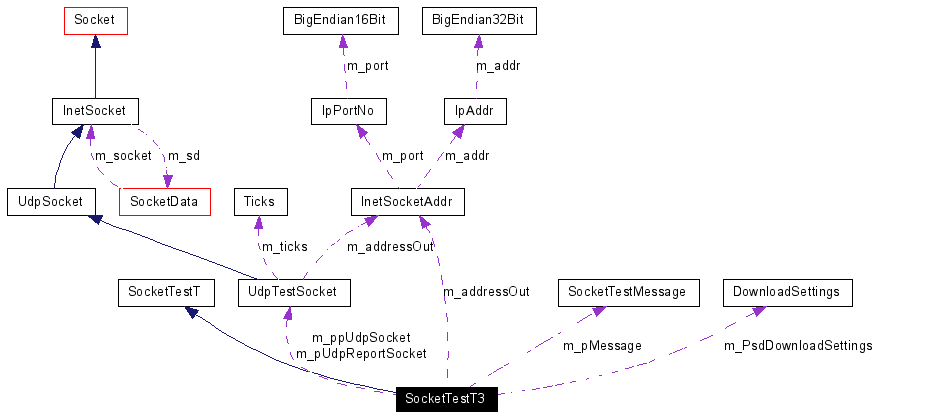 Socket
BigEndian16Bit
BigEndian32Bit
m_port
m_addr
InetSocket
IpPortNo
IpAddr
m_socket
m_sd
m_port
m_addr
UdpSocket
SocketData
Ticks
InetSocketAddr
m_ticks
m_addressOut
SocketTestT
UdpTestSocket
m_addressOut
SocketTestMessage
DownloadSettings
m_ppUdpSocket
m_pUdpReportSocket
m_pMessage
m_PsdDownloadSettings
SocketTestT3